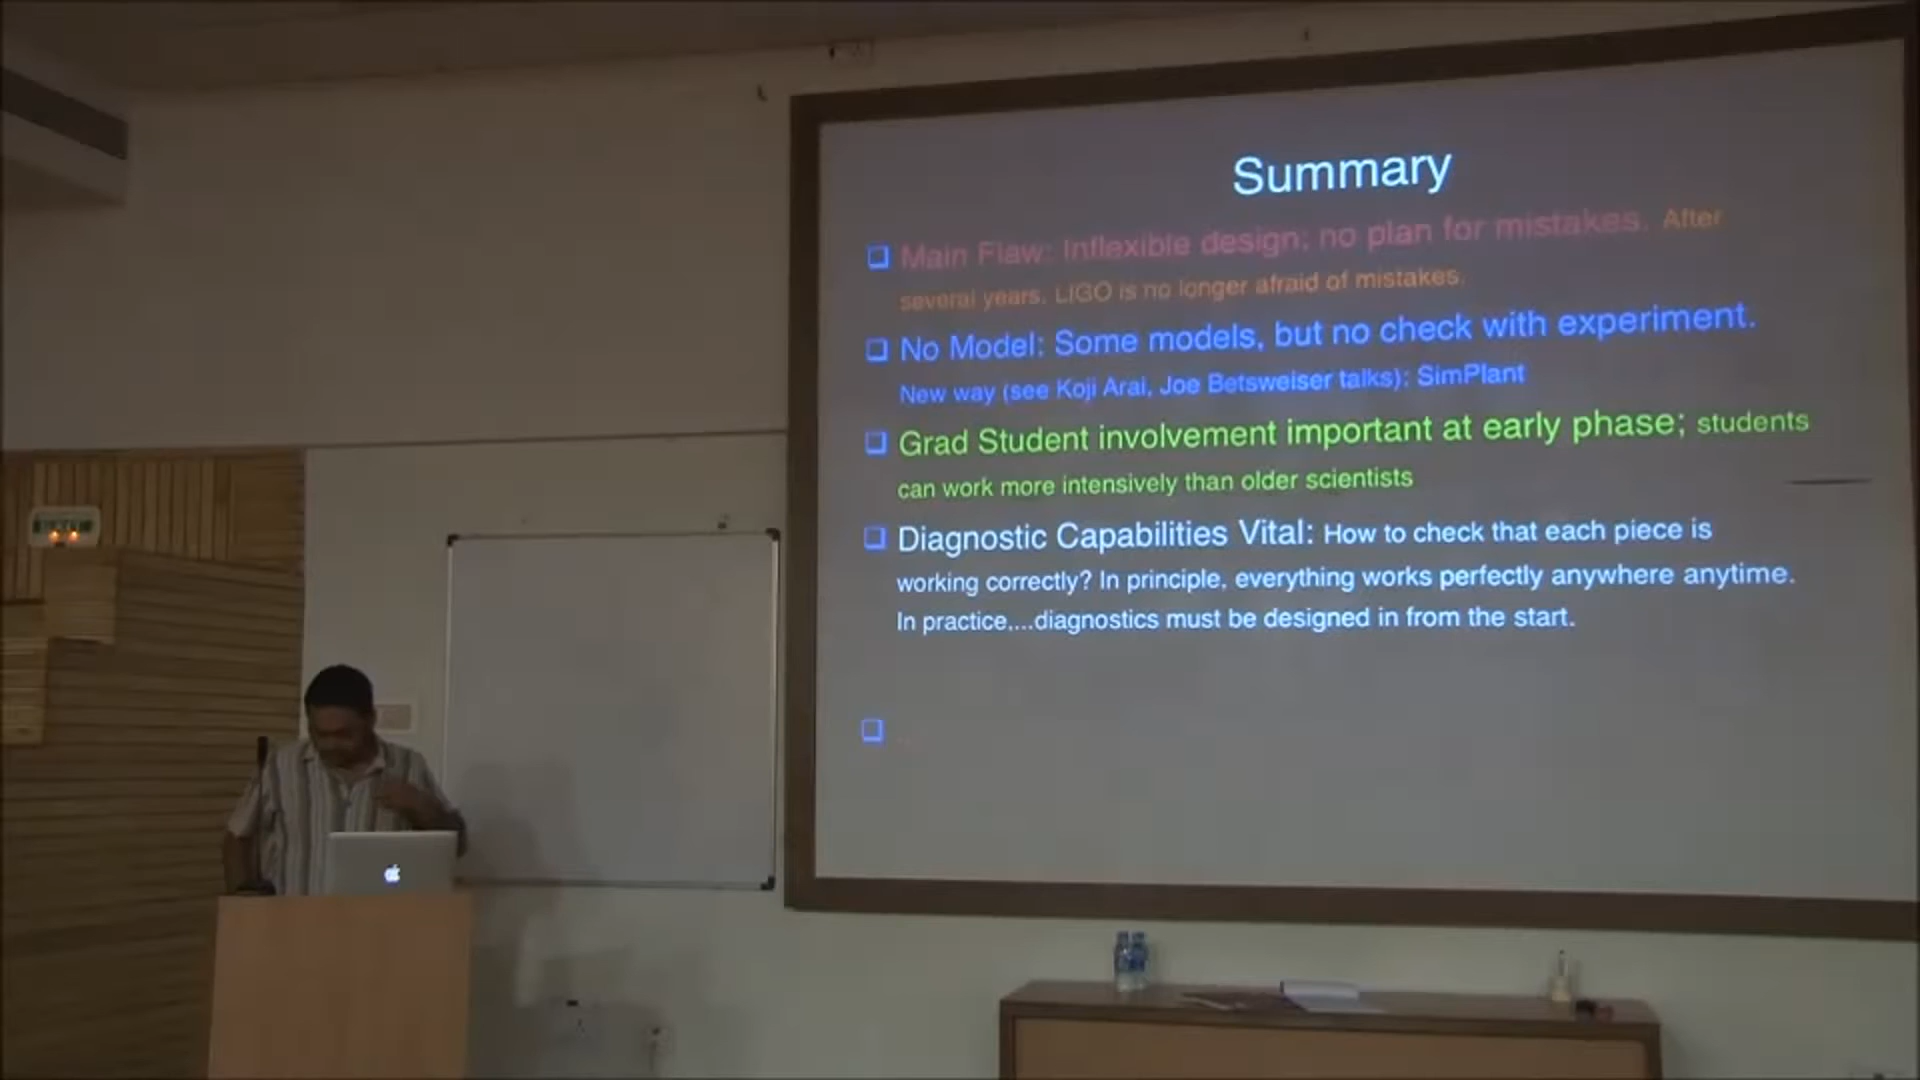 Summary
Main Flaw: Inflexible design; no plan for mistakes. After
several years, LIGO is no longer afraid of mistakes.
No Model: Some models, but no check with experiment.
New way (see Koji Arai, Joe Betsweiser talks): SimPlant
Grad Student involvement important at early phase; students
can work more intensively than older scientists
Diagnostic Capabilities Vital: How to check that each piece is
working correctly? In principle, everything works perfectly anywhere anytime.
In practice,...diagnostics must be designed in from the start.